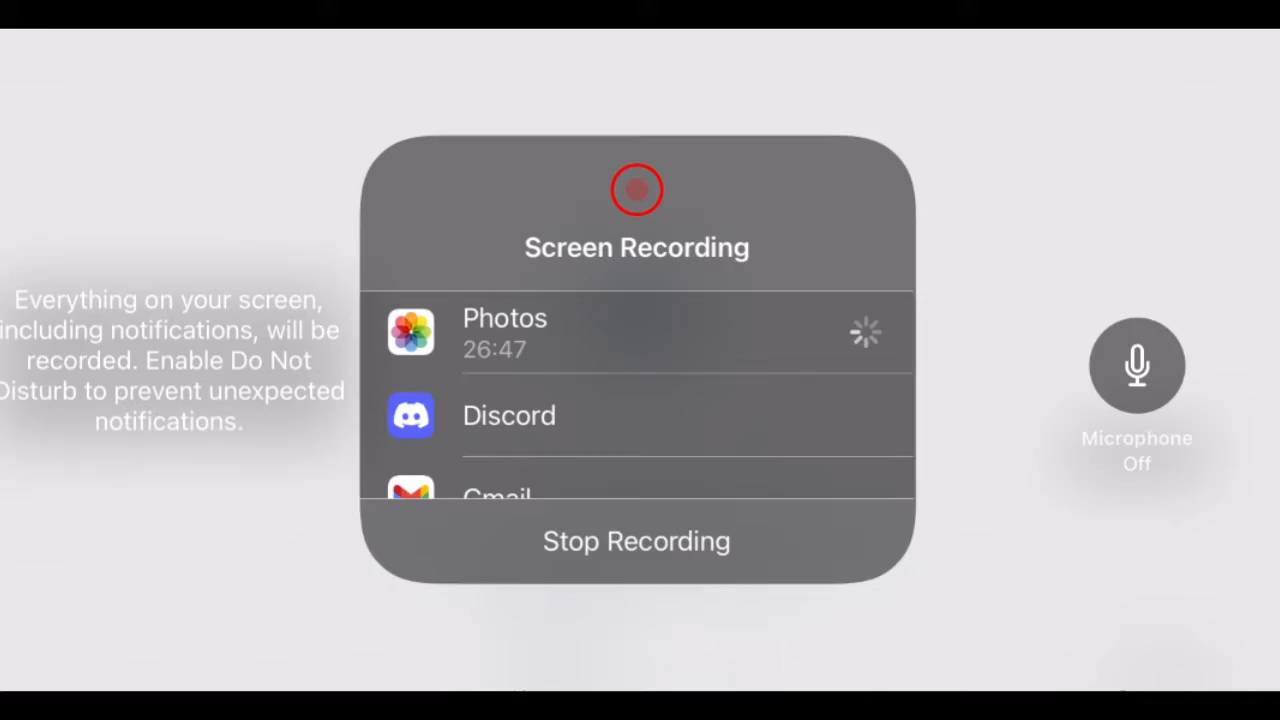 Screen Recording
Everything on your screen,
including notifications, will be
recorded. Enable Do Not
Disturb to prevent unexpected
notifications.
Photos
26:47
Discord
Gmail
Stop Recording
Microphone
Off